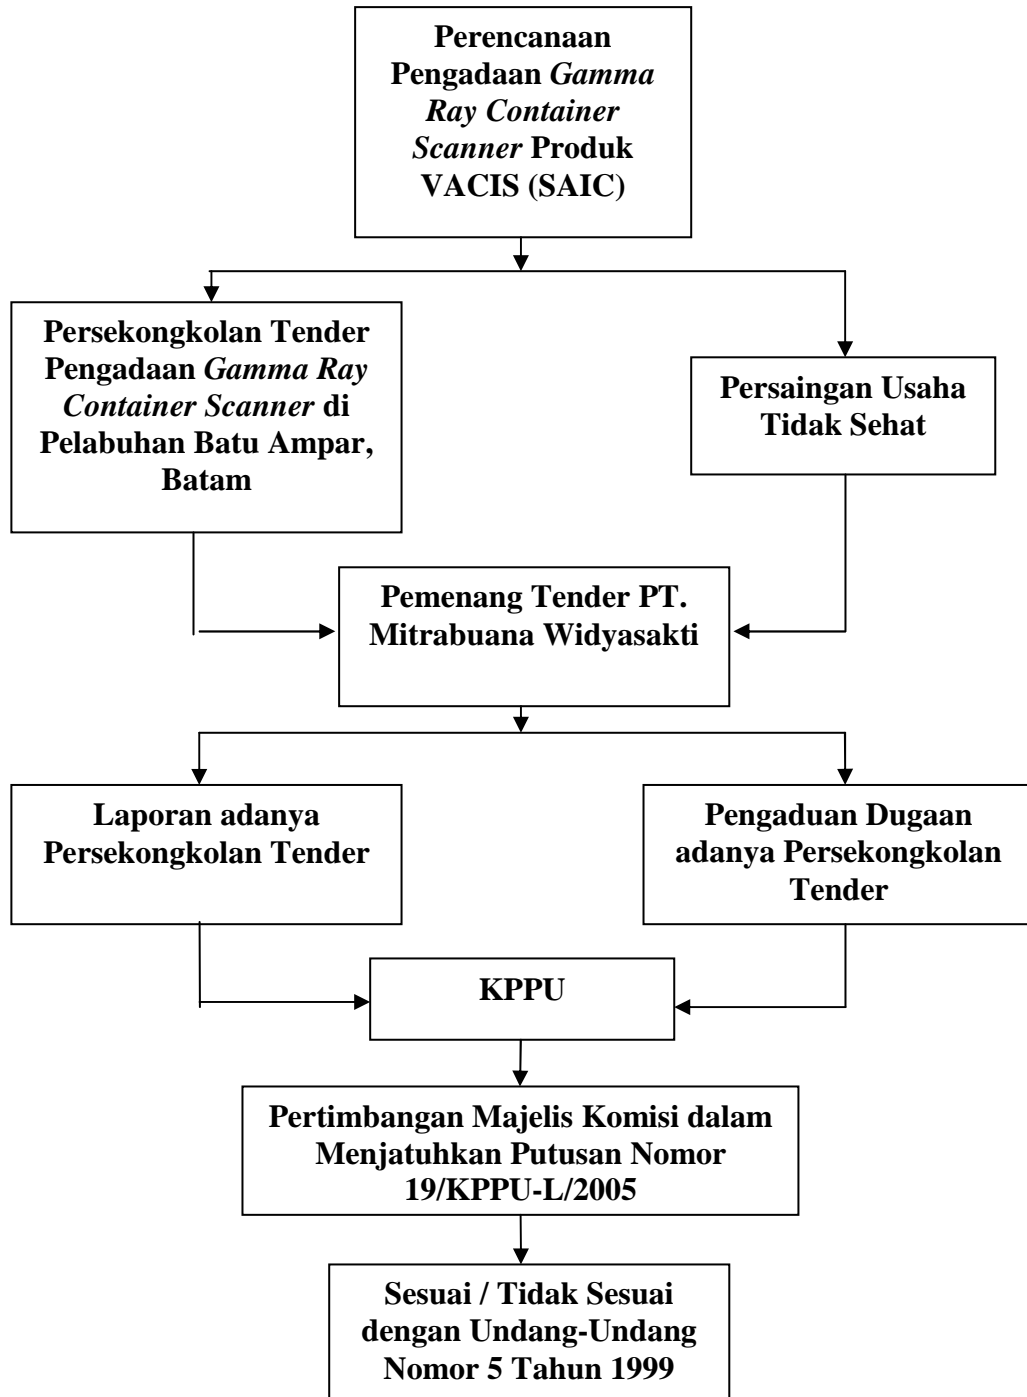 Perencanaan
Pengadaan Gamma
Ray Container
Scanner Produk
VACIS (SAIC)
Persekongkolan Tender
Pengadaan Gamma Ray
Container Scanner di
Pelabuhan Batu Ampar,
Batam
Persaingan Usaha
Tidak Sehat
Pemenang Tender PT.
Mitrabuana Widyasakti
Laporan adanya
Persekongkolan Tender
Pengaduan Dugaan
adanya Persekongkolan
Tender
KPPU
Pertimbangan Majelis Komisi dalam
Menjatuhkan Putusan Nomor
19/KPPU-L/2005
Sesuai / Tidak Sesuai
dengan Undang-Undang
Nomor 5 Tahun 1999